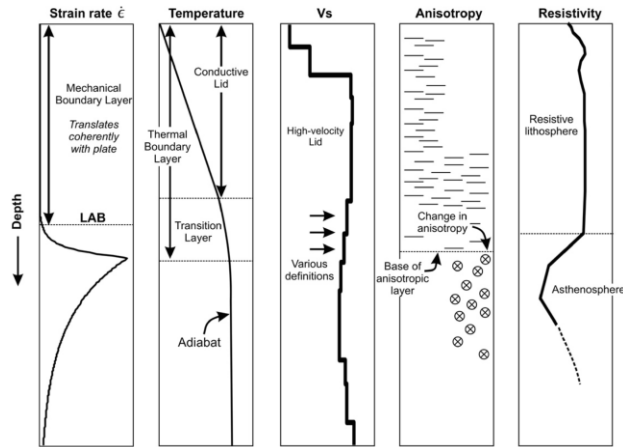 Strain rate ε̇
Temperature
Vs
Anisotropy
Resistivity
Depth
Mechanical
Boundary Layer
Translates
coherently
with plate
LAB
Conductive
Lid
Thermal
Boundary
Layer
Transition
Layer
Adiabat
High-velocity
Lid
Various
definitions
Change in
anisotropy
Base of
anisotropic
layer
Resistive
lithosphere
Asthenosphere